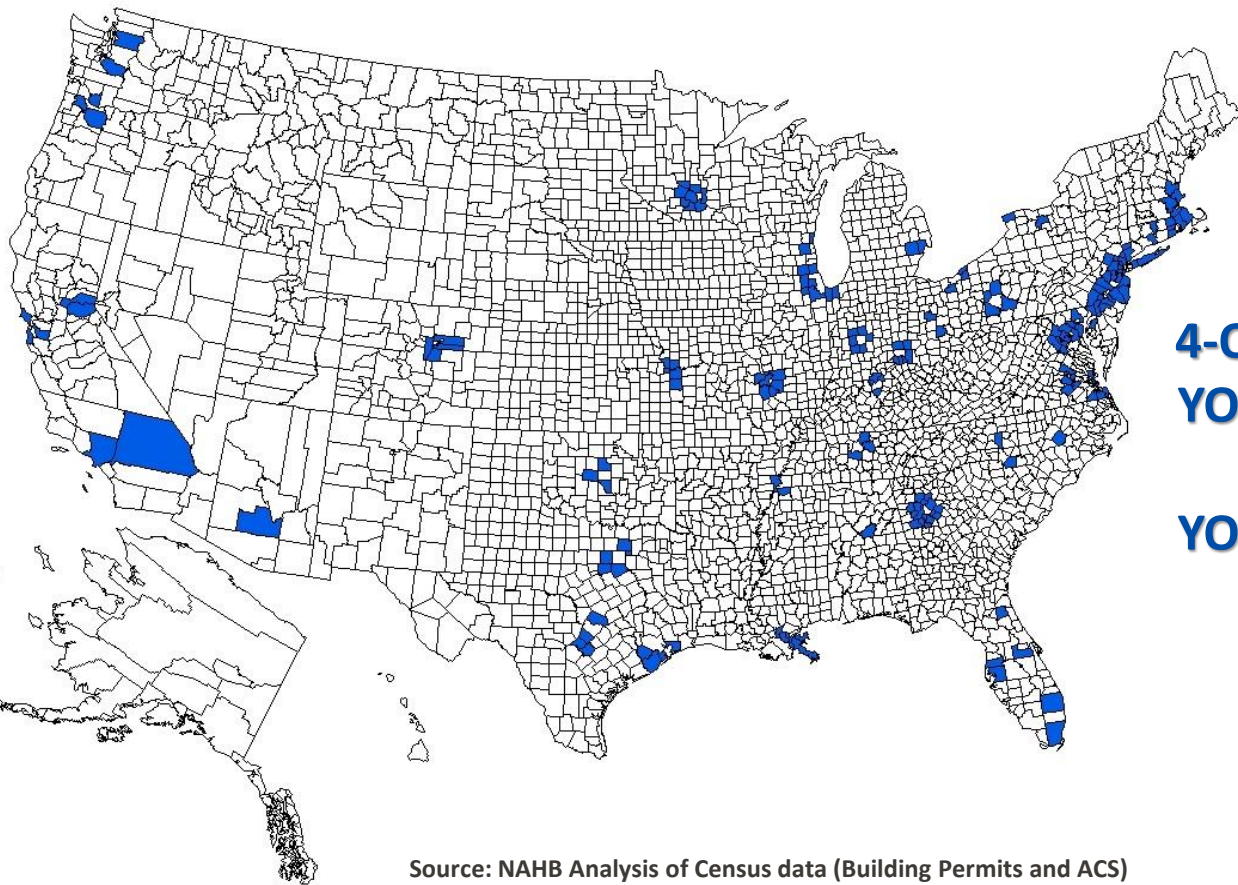 4-
YO
YO
Source: NAHB Analysis of Census data (Building Permits and ACS)